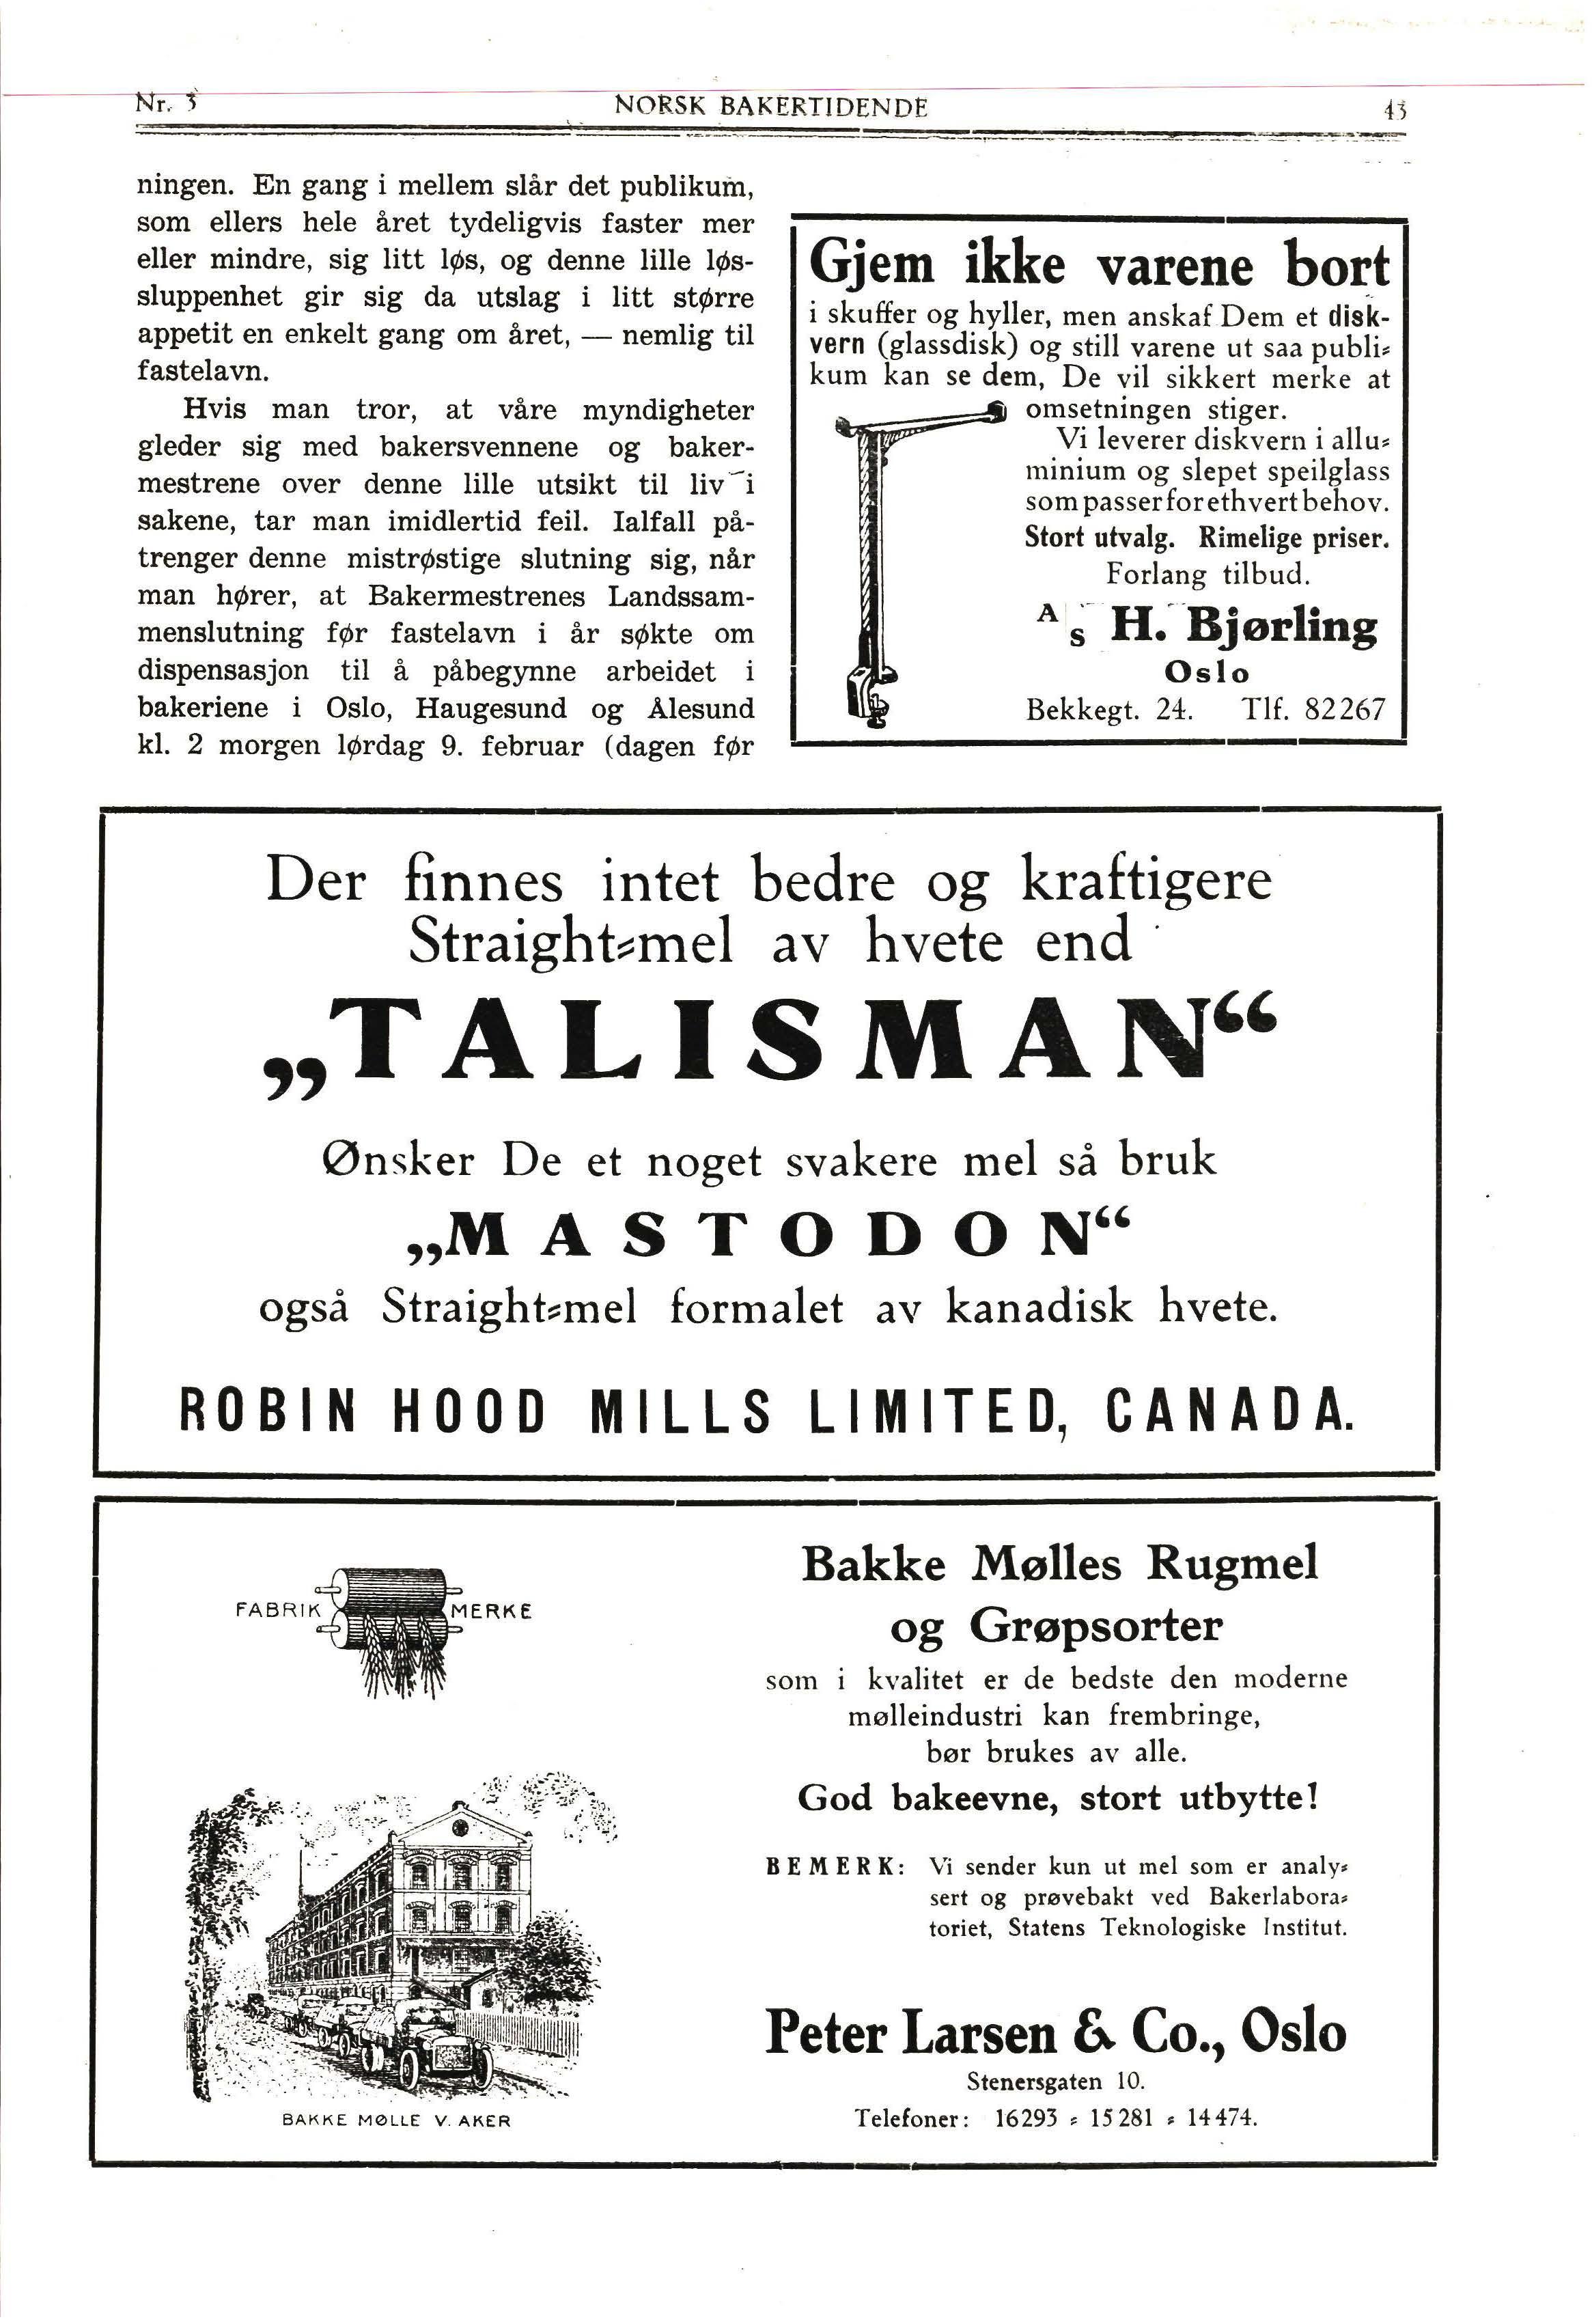 Nr. 3 NORSK BAKERTIDENDE 43
ningen. En gang i mellem slår det publikum,
som ellers hele året tydeligvis faster mer
eller mindre, sig litt løs, og denne lille løs-
sluppenhet gir sig da utslag i litt større
appetit en enkelt gang om året, — nemlig til
fastelavn.
Hvis man tror, at våre myndigheter
gleder sig med bakersvennene og baker-
mestrene over denne lille utsikt til liv i
sakene, tar man imidlertid feil. Ialfall på-
trenger denne mistrøstige slutning sig, når
man hører, at Bakermestrenes Landssam-
menslutning før fastelavn i år søkte om
dispensasjon til å påbegynne arbeidet i
bakeriene i Oslo, Haugesund og Ålesund
kl. 2 morgen lørdag 9. februar (dagen før
Gjem ikke varene bort
i skuffer og hyller, men anskaf Dem et disk-
vern (glassdisk) og still varene ut saa publi-
kum kan se dem, De vil sikkert merke at
omsetningen stiger.
Vi leverer diskvern i allu-
minium og slepet speilglass
som passer for ethvert behov.
Stort utvalg. Rimelige priser.
Forlang tilbud.
A s H. Bjørling
Oslo
Bekkegt. 24. Tlf. 82267
Der finnes intet bedre og kraftigere
Straight-mel av hvete end
„TALISMAN“
Ønsker De et noget svakere mel så bruk
„MASTODON“
også Straight-mel formalet av kanadisk hvete.
ROBIN HOOD MILLS LIMITED, CANADA.
FABRIK MERKE
BAKKE MØLLE V. AKER
Bakke Mølles Rugmel
og Grøpsorter
som i kvalitet er de bedste den moderne
mølleindustri kan frembringe,
bør brukes av alle.
God bakeevne, stort utbytte!
BEMERK: Vi sender kun ut mel som er analy-
sert og prøvebakt ved Bakerlabora-
toriet, Statens Teknologiske Institut.
Peter Larsen & Co., Oslo
Stenersgaten 10.
Telefoner: 16293 - 15281 - 14474.